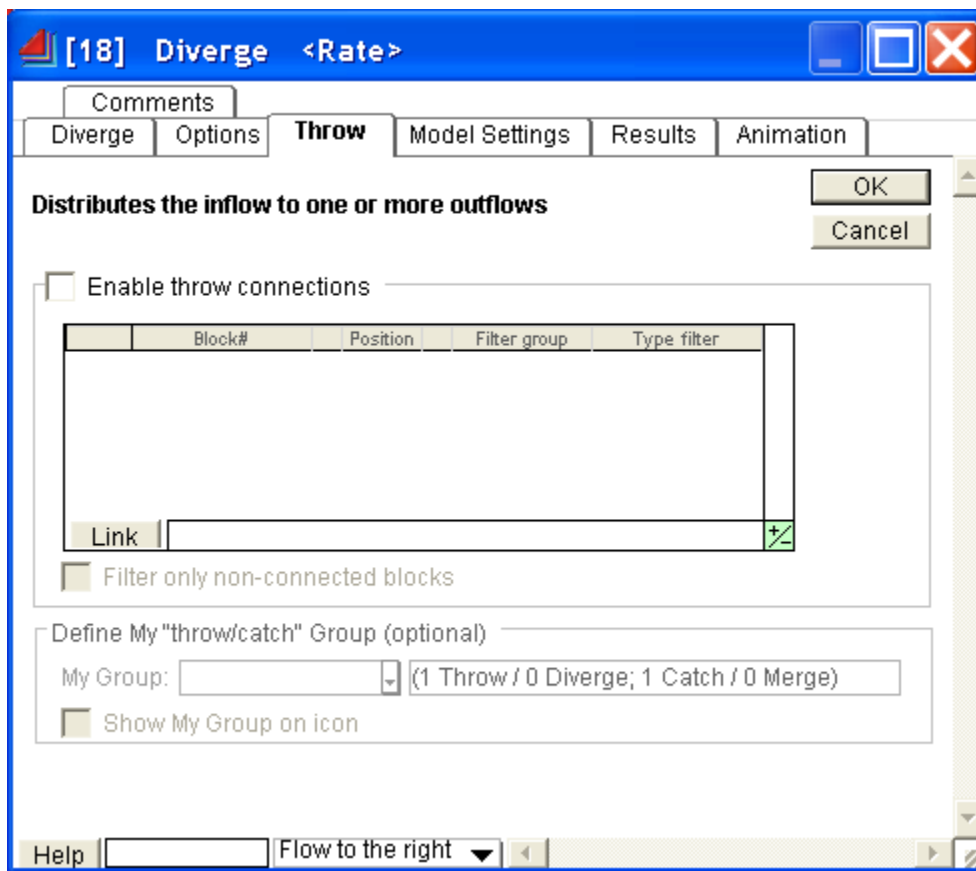 [18] Diverge <Rate>
Comments
Diverge Options Throw Model Settings Results Animation
OK
Distributes the inflow to one or more outflows
Cancel
Enable throw connections
Block# Position Filter group Type filter
Link +/-
Filter only non-connected blocks
Define My "throw/catch" Group (optional)
My Group: (1 Throw / 0 Diverge; 1 Catch / 0 Merge)
Show My Group on icon
Help Flow to the right